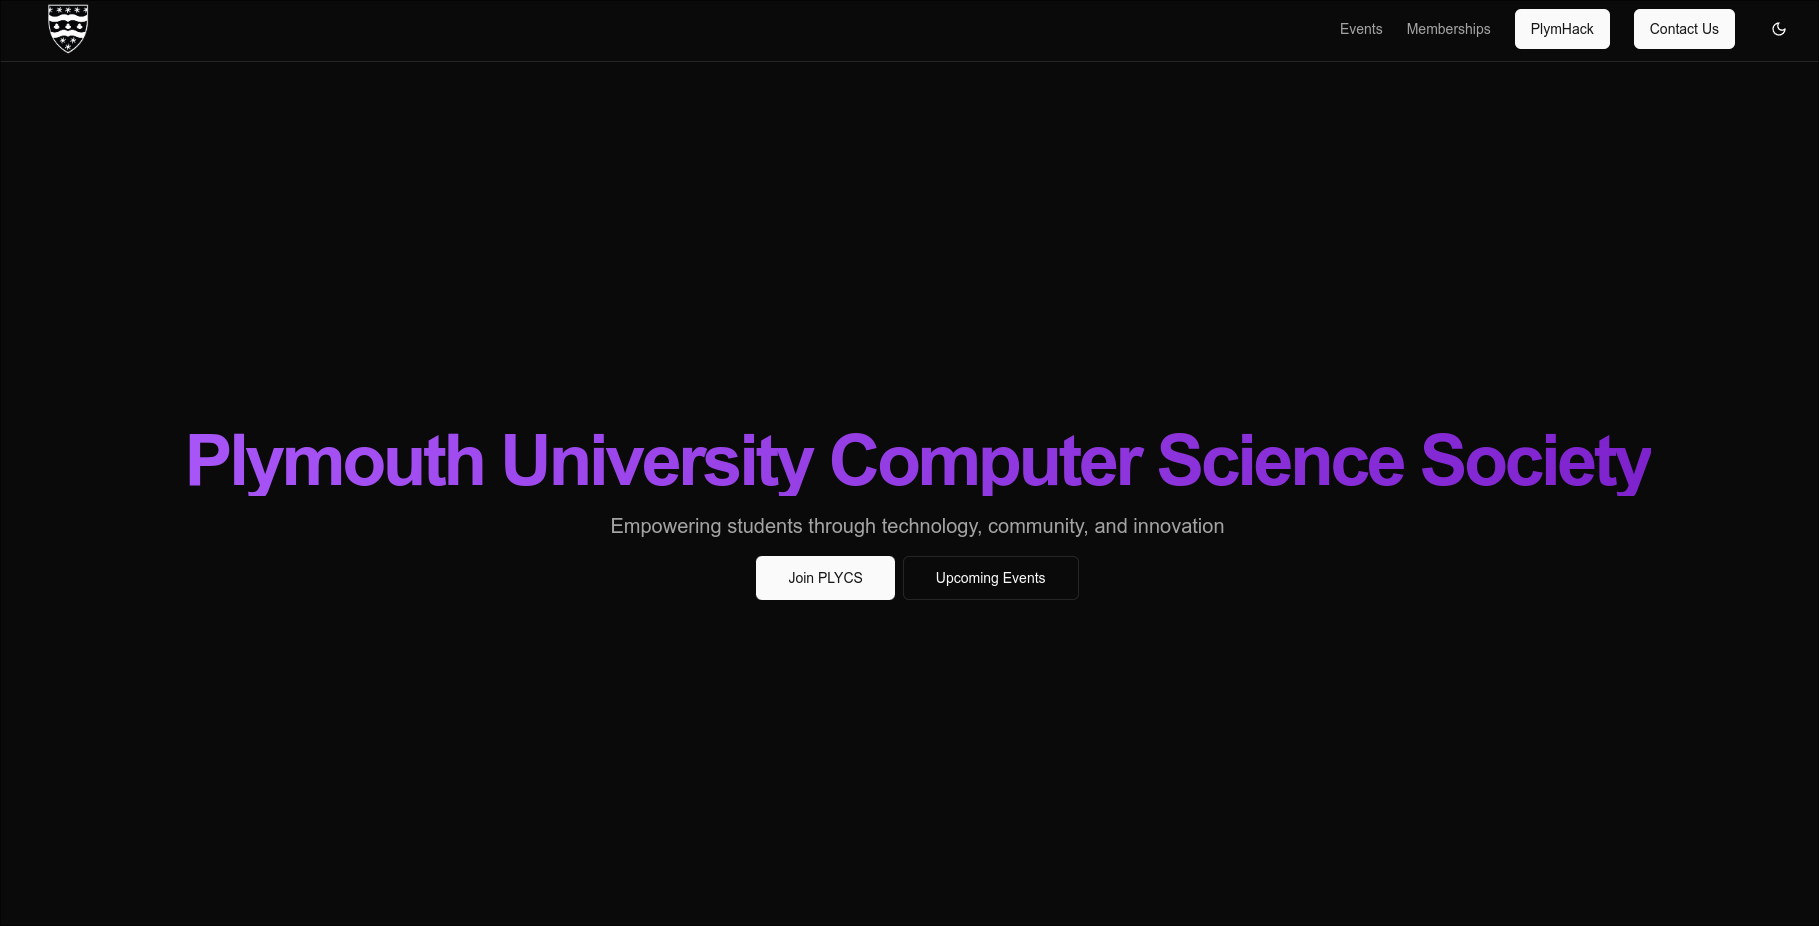 Events Memberships PlymHack Contact Us
Plymouth University Computer Science Society
Empowering students through technology, community, and innovation
Join PLYCS Upcoming Events